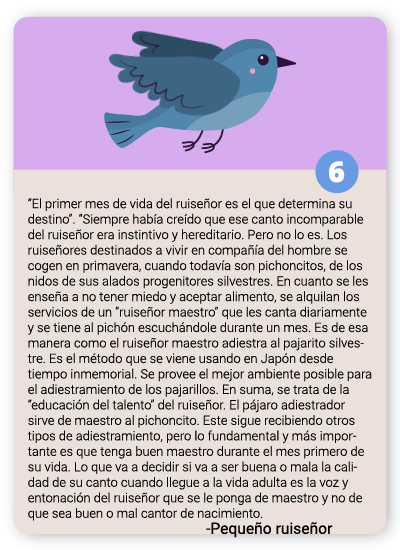 6
“El primer mes de vida del ruiseñor es el que determina su
destino”. “Siempre había creído que ese canto incomparable
del ruiseñor era instintivo y hereditario. Pero no lo es. Los
ruiseñores destinados a vivir en compañía del hombre se
cogen en primavera, cuando todavía son pichoncitos, de los
nidos de sus alados progenitores silvestres. En cuanto se les
enseña a no tener miedo y aceptar alimento, se alquilan los
servicios de un “ruiseñor maestro” que les canta diariamente
y se tiene al pichón escuchándole durante un mes. Es de esa
manera como el ruiseñor maestro adiestra al pajarito silves-
tre. Es el método que se viene usando en Japón desde
tiempo inmemorial. Se provee el mejor ambiente posible para
el adiestramiento de los pajarillos. En suma, se trata de la
“educación del talento” del ruiseñor. El pájaro adiestrador
sirve de maestro al pichoncito. Este sigue recibiendo otros
tipos de adiestramiento, pero lo fundamental y más impor-
tante es que tenga buen maestro durante el mes primero de
su vida. Lo que va a decidir si va a ser buena o mala la cali-
dad de su canto cuando llegue a la vida adulta es la voz y
entonación del ruiseñor que se le ponga de maestro y no de
que sea buen o mal cantor de nacimiento.
-Pequeño ruiseñor